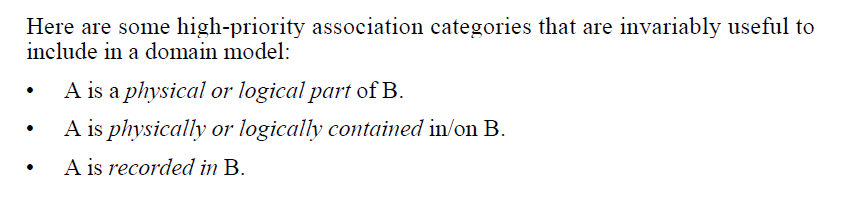 Here are some high-priority association categories that are invariably useful to
include in a domain model:
• A is a physical or logical part of B.
• A is physically or logically contained in/on B.
• A is recorded in B.